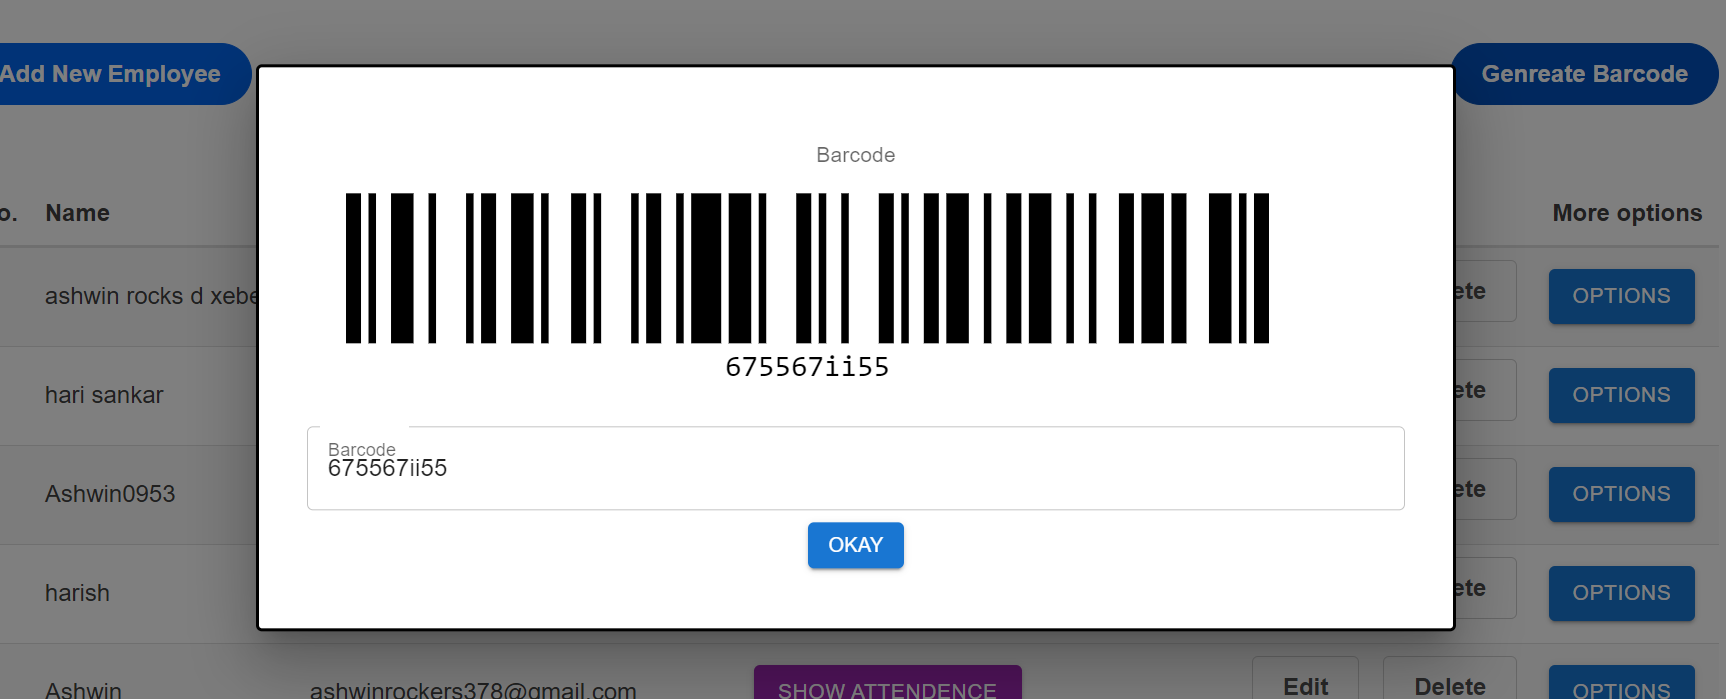 Add New Employee
Genreate Barcode
Barcode
o. Name
More options
675567ii55
ashwin rocks d xebe
ete OPTIONS
hari sankar
ete OPTIONS
Barcode
675567ii55
Ashwin0953
ete OPTIONS
OKAY
harish
ete OPTIONS
Ashwin ashwinrockers378@gmail.com SHOW ATTENDENCE Edit Delete OPTIONS